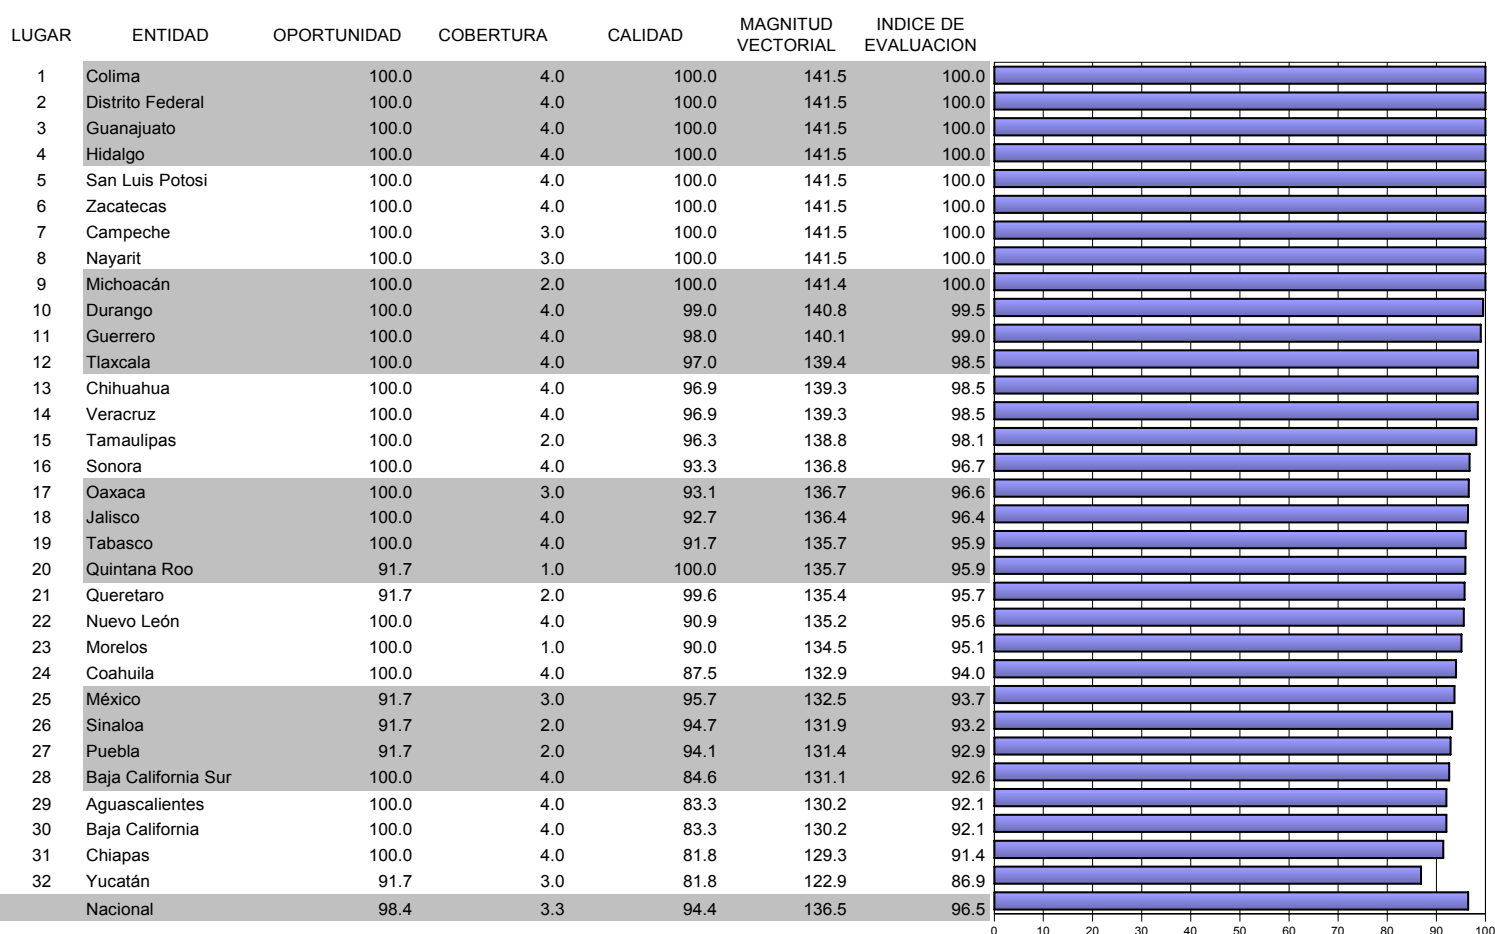 LUGAR ENTIDAD OPORTUNIDAD COBERTURA CALIDAD MAGNITUD VECTORIAL INDICE DE EVALUACION
1 Colima 100.0 4.0 100.0 141.5 100.0
2 Distrito Federal 100.0 4.0 100.0 141.5 100.0
3 Guanajuato 100.0 4.0 100.0 141.5 100.0
4 Hidalgo 100.0 4.0 100.0 141.5 100.0
5 San Luis Potosi 100.0 4.0 100.0 141.5 100.0
6 Zacatecas 100.0 4.0 100.0 141.5 100.0
7 Campeche 100.0 3.0 100.0 141.5 100.0
8 Nayarit 100.0 3.0 100.0 141.5 100.0
9 Michoacán 100.0 2.0 100.0 141.4 100.0
10 Durango 100.0 4.0 99.0 140.8 99.5
11 Guerrero 100.0 4.0 98.0 140.1 99.0
12 Tlaxcala 100.0 4.0 97.0 139.4 98.5
13 Chihuahua 100.0 4.0 96.9 139.3 98.5
14 Veracruz 100.0 4.0 96.9 139.3 98.5
15 Tamaulipas 100.0 2.0 96.3 138.8 98.1
16 Sonora 100.0 4.0 93.3 136.8 96.7
17 Oaxaca 100.0 3.0 93.1 136.7 96.6
18 Jalisco 100.0 4.0 92.7 136.4 96.4
19 Tabasco 100.0 4.0 91.7 135.7 95.9
20 Quintana Roo 91.7 1.0 100.0 135.7 95.9
21 Queretaro 91.7 2.0 99.6 135.4 95.7
22 Nuevo León 100.0 4.0 90.9 135.2 95.6
23 Morelos 100.0 1.0 90.0 134.5 95.1
24 Coahuila 100.0 4.0 87.5 132.9 94.0
25 México 91.7 3.0 95.7 132.5 93.7
26 Sinaloa 91.7 2.0 94.7 131.9 93.2
27 Puebla 91.7 2.0 94.1 131.4 92.9
28 Baja California Sur 100.0 4.0 84.6 131.1 92.6
29 Aguascalientes 100.0 4.0 83.3 130.2 92.1
30 Baja California 100.0 4.0 83.3 130.2 92.1
31 Chiapas 100.0 4.0 81.8 129.3 91.4
32 Yucatán 91.7 3.0 81.8 122.9 86.9
Nacional 98.4 3.3 94.4 136.5 96.5
0 10 20 30 40 50 60 70 80 90 100